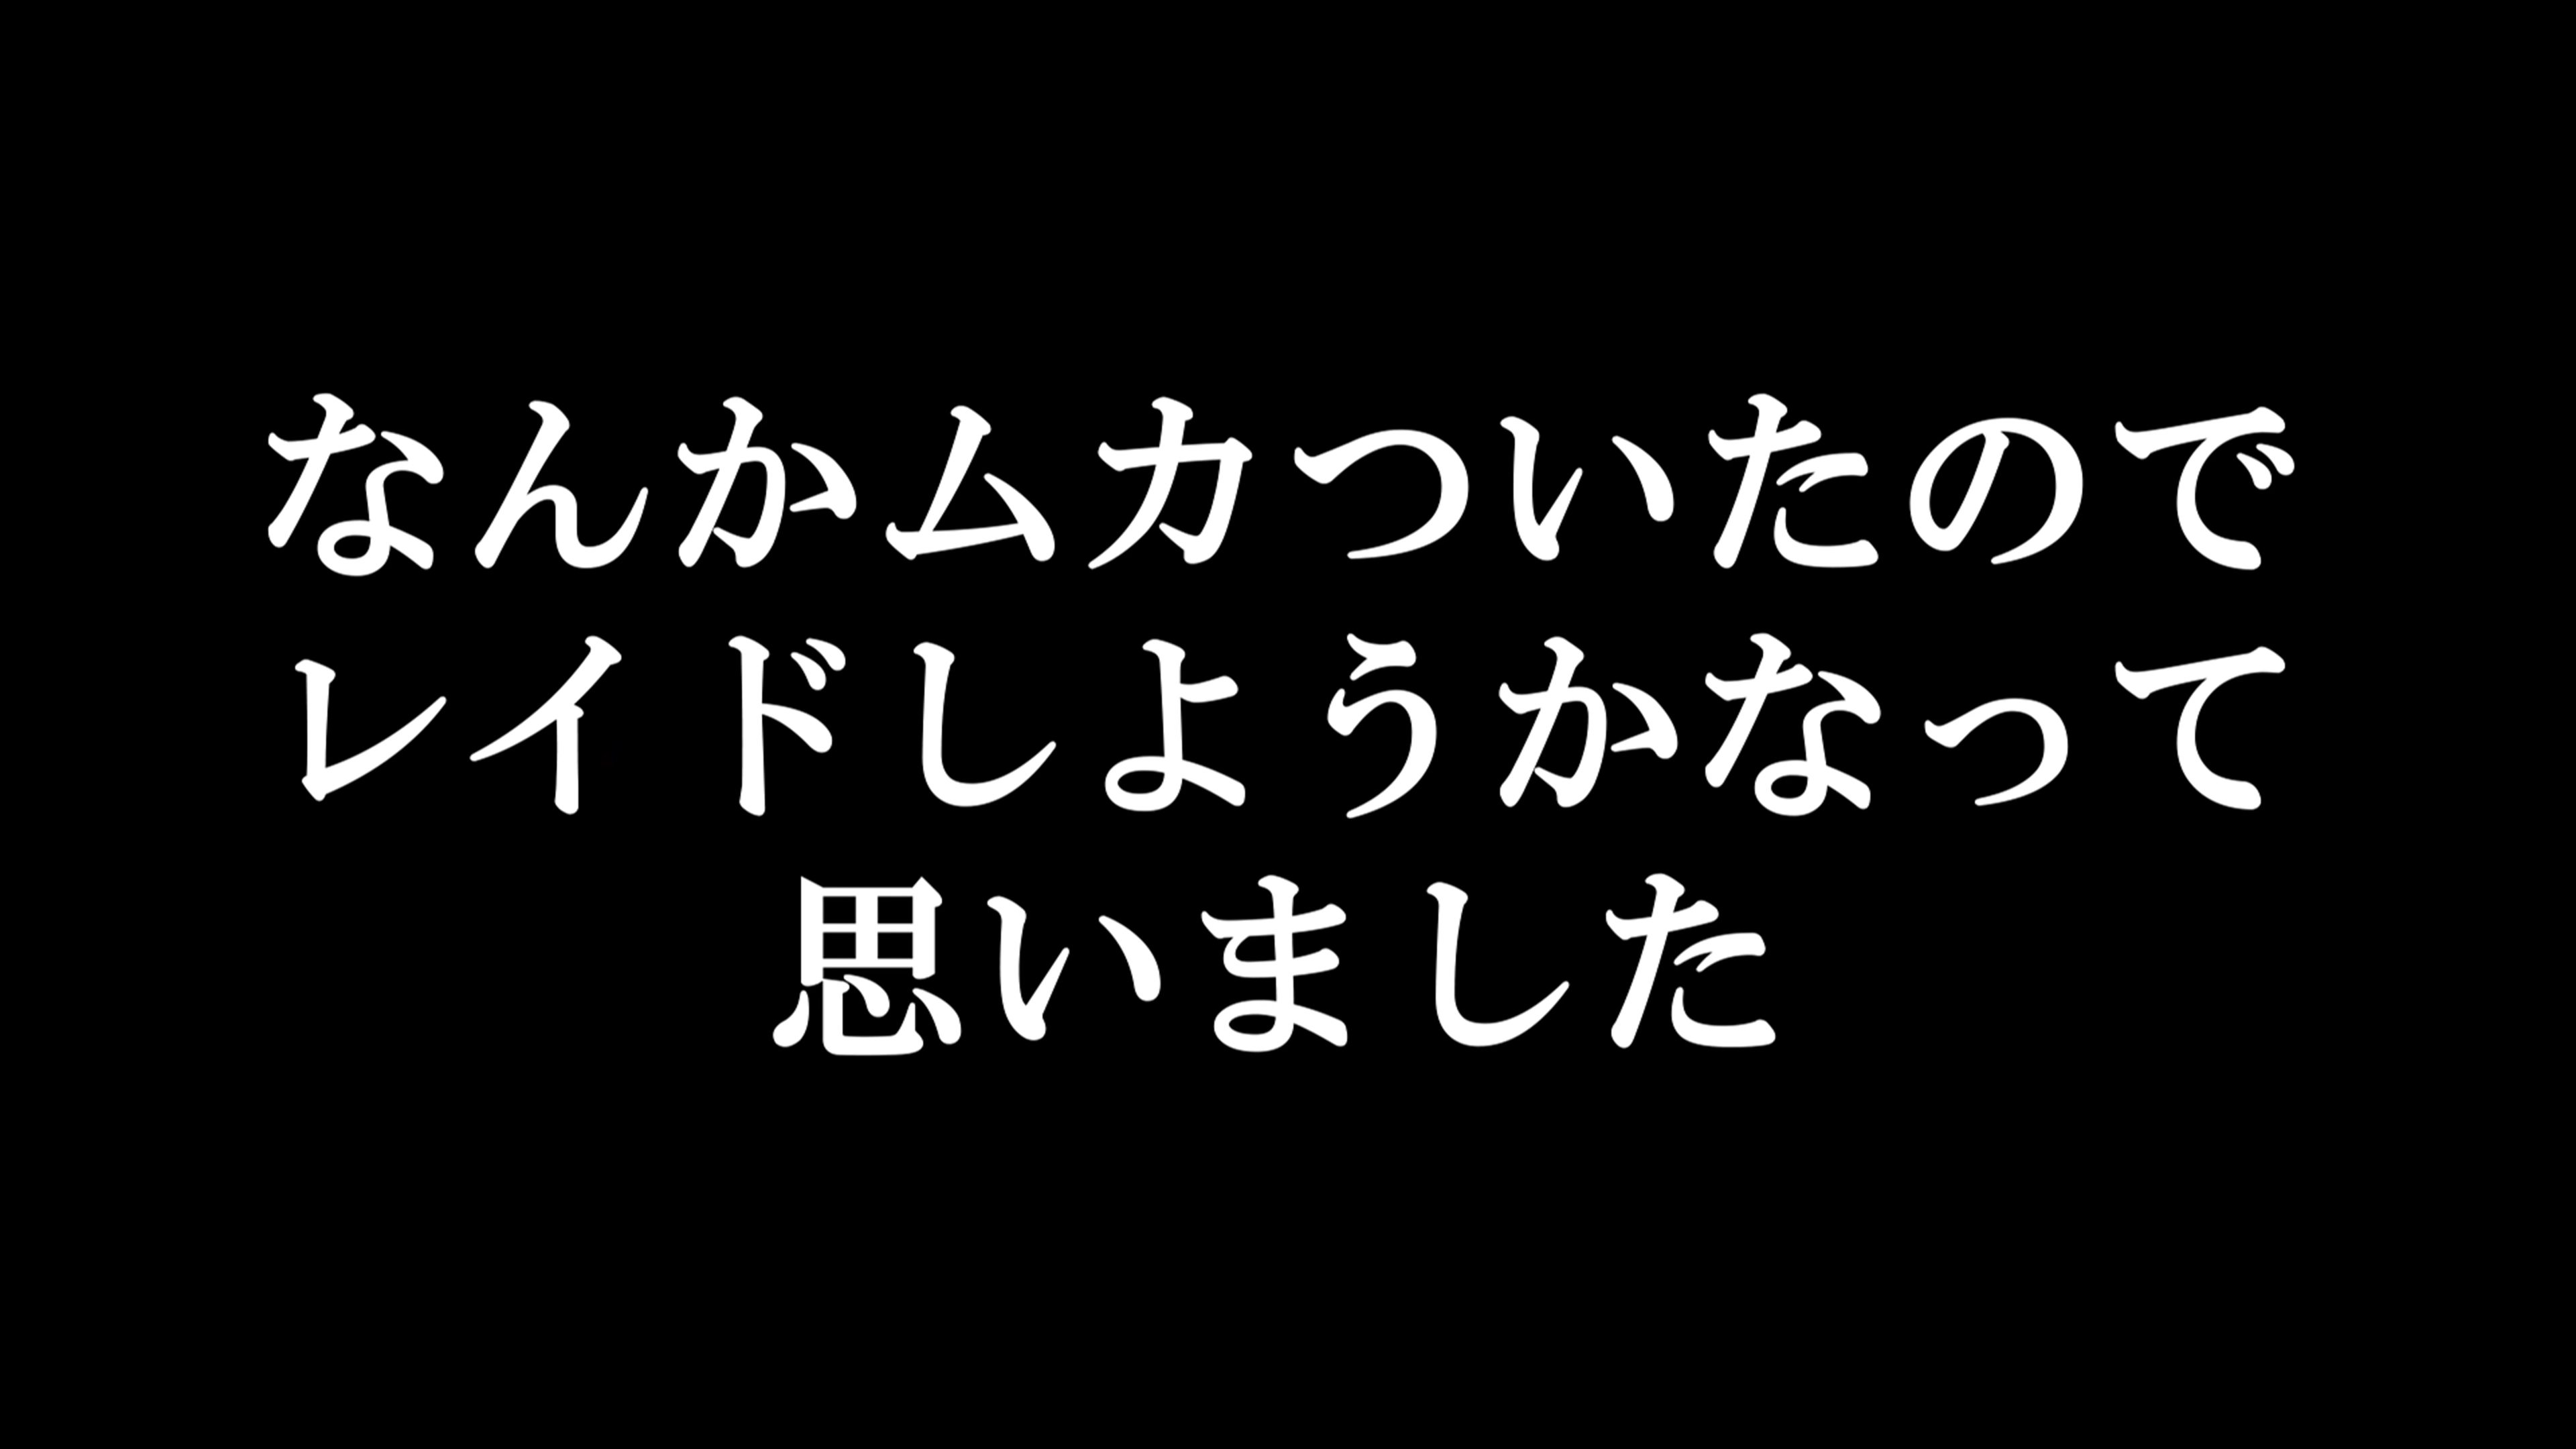 なんかムカついたので
レイドしようかなって
思いました